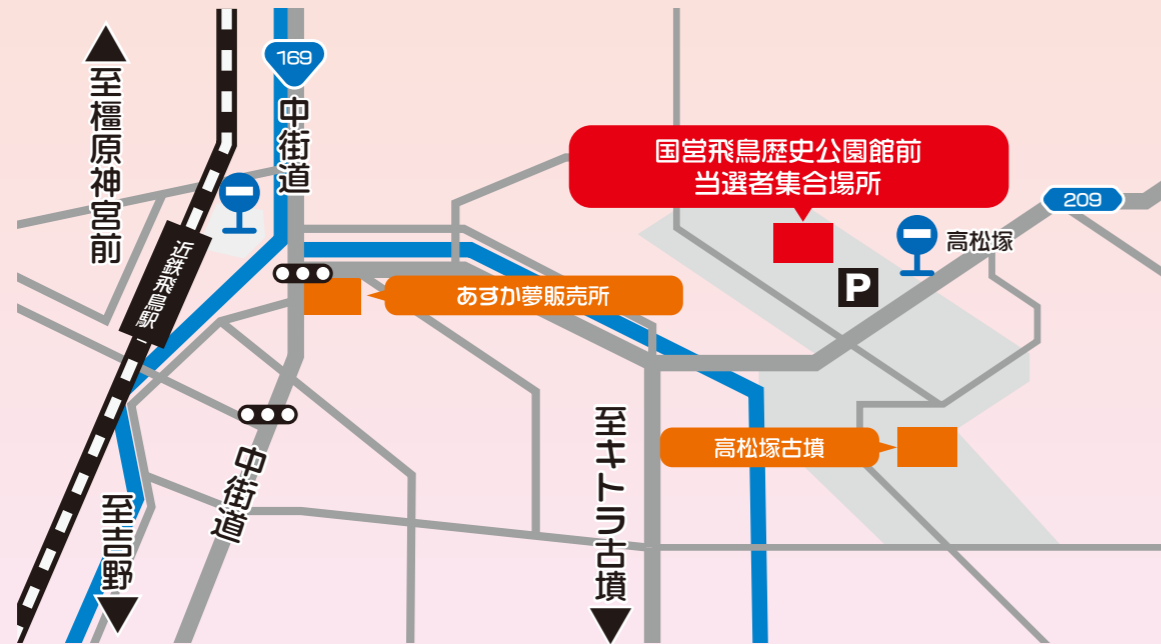 169
至橿原神宮前
中街道
国営飛鳥歴史公園館前
当選者集合場所
209
高松塚
近鉄飛鳥駅
P
あすか夢販売所
高松塚古墳
至キトラ古墳
中街道
至吉野